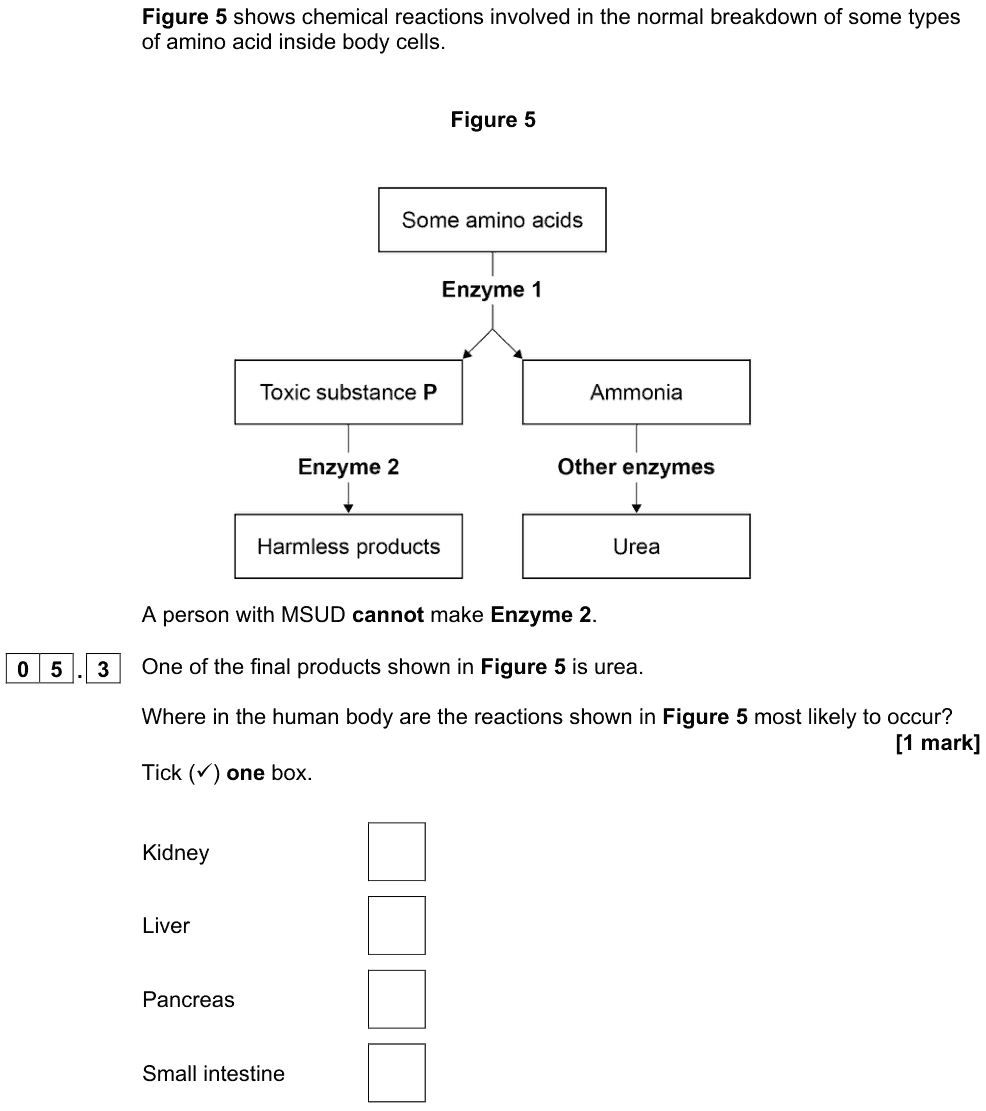 Figure 5 shows chemical reactions involved in the normal breakdown of some types
of amino acid inside body cells.
Figure 5
Some amino acids
Enzyme 1
Toxic substance P
Ammonia
Enzyme 2
Other enzymes
Harmless products
Urea
A person with MSUD cannot make Enzyme 2.
0 5 . 3 One of the final products shown in Figure 5 is urea.
Where in the human body are the reactions shown in Figure 5 most likely to occur?
[1 mark]
Tick (✓) one box.
Kidney
Liver
Pancreas
Small intestine